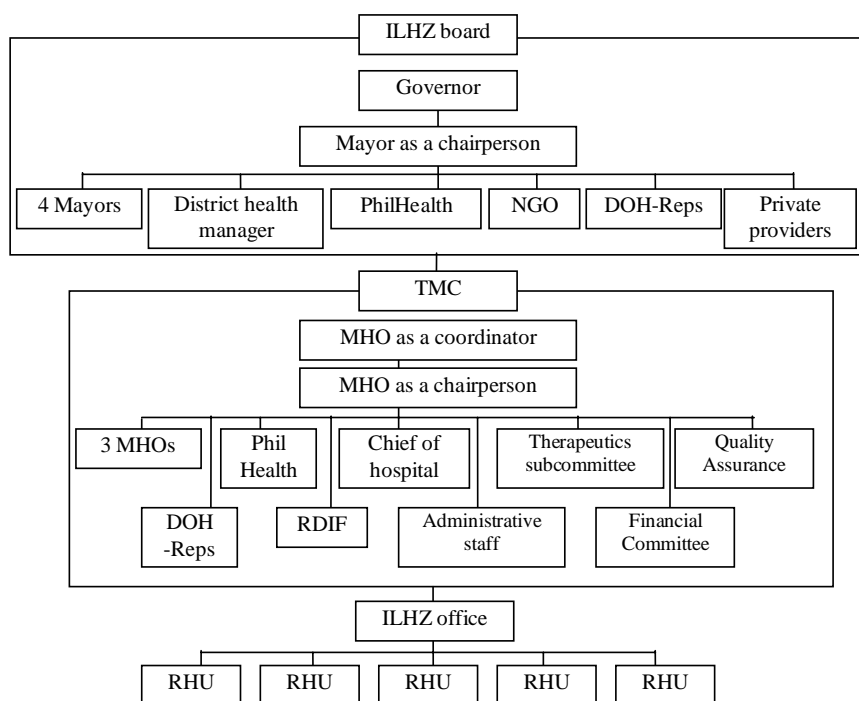 ILHZ board
Governor
Mayor as a chairperson
4 Mayors
District health
manager
PhilHealth
NGO
DOH-Reps
Private
providers
TMC
MHO as a coordinator
MHO as a chairperson
3 MHOs
Phil
Health
Chief of
hospital
Therapeutics
subcommittee
Quality
Assurance
DOH
-Reps
RDIF
Administrative
staff
Financial
Committee
ILHZ office
RHU
RHU
RHU
RHU
RHU